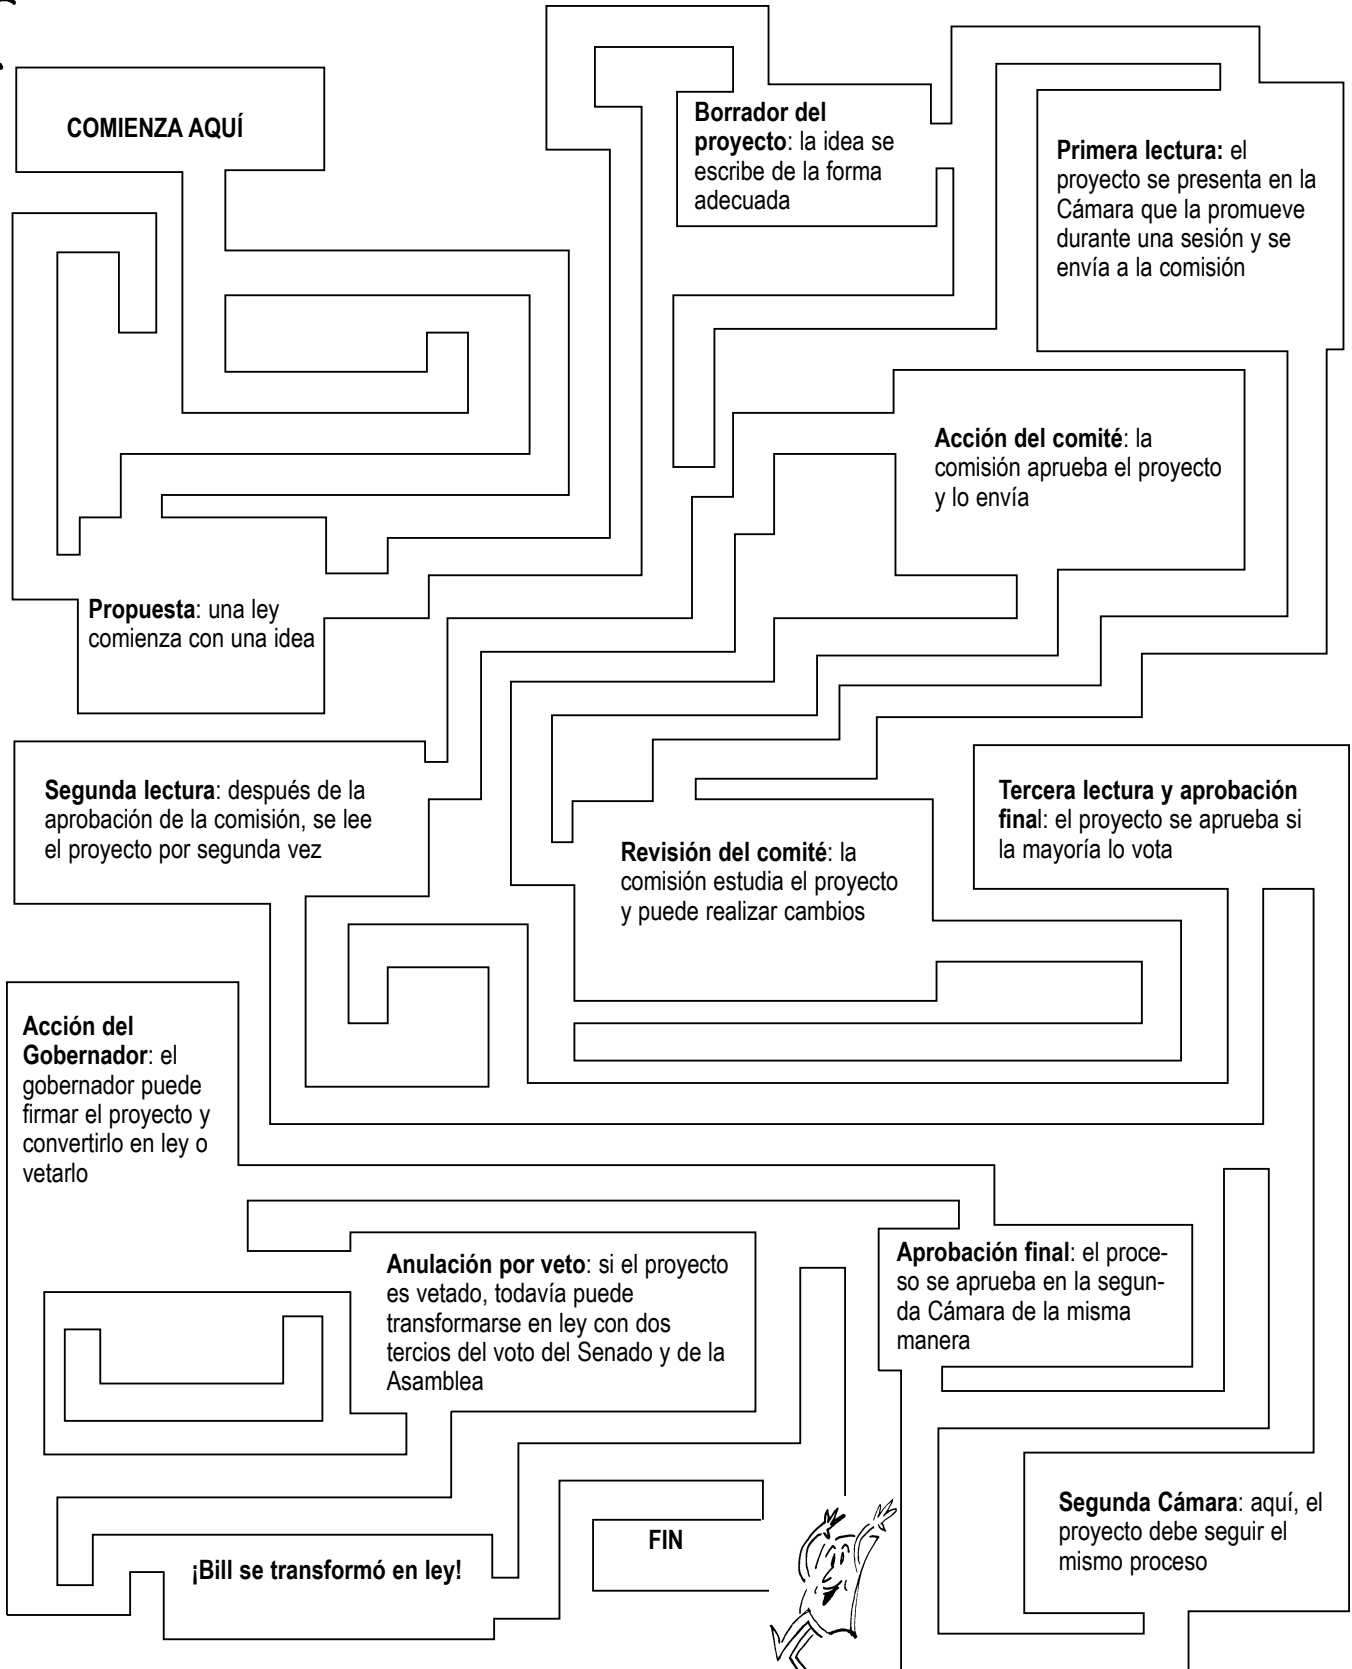 COMIENZA AQUÍ
Borrador del
proyecto: la idea se
escribe de la forma
adecuada
Primera lectura: el
proyecto se presenta en la
Cámara que la promueve
durante una sesión y se
envía a la comisión
Acción del comité: la
comisión aprueba el proyecto
y lo envía
Propuesta: una ley
comienza con una idea
Segunda lectura: después de la
aprobación de la comisión, se lee
el proyecto por segunda vez
Revisión del comité: la
comisión estudia el proyecto
y puede realizar cambios
Tercera lectura y aprobación
final: el proyecto se aprueba si
la mayoría lo vota
Acción del
Gobernador: el
gobernador puede
firmar el proyecto y
convertirlo en ley o
vetarlo
Anulación por veto: si el proyecto
es vetado, todavía puede
transformarse en ley con dos
tercios del voto del Senado y de la
Asamblea
Aprobación final: el proce-
so se aprueba en la segun-
da Cámara de la misma
manera
Segunda Cámara: aquí, el
proyecto debe seguir el
mismo proceso
FIN
¡Bill se transformó en ley!